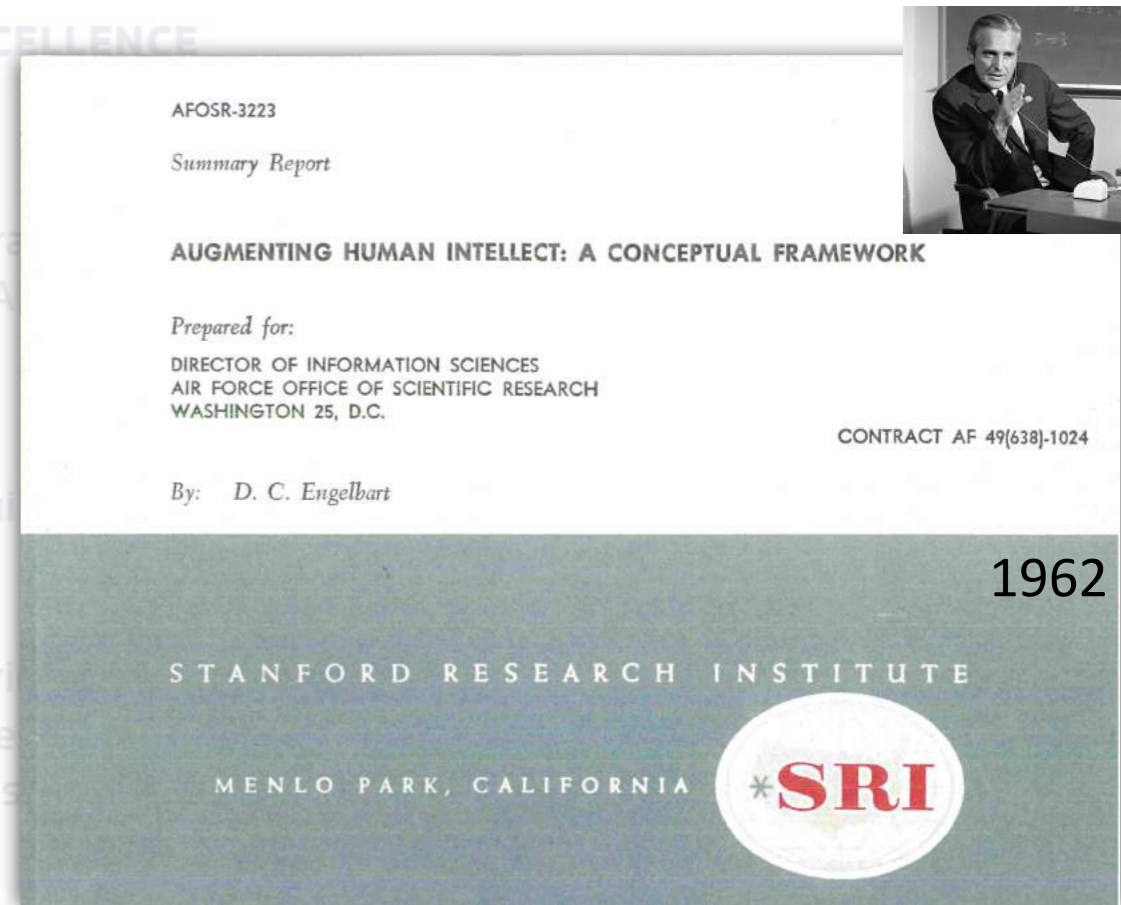 CELLENCE
AFOSR-3223
Summary Report
AUGMENTING HUMAN INTELLECT: A CONCEPTUAL FRAMEWORK
Prepared for:
DIRECTOR OF INFORMATION SCIENCES
AIR FORCE OFFICE OF SCIENTIFIC RESEARCH
WASHINGTON 25, D.C.
CONTRACT AF 49(638)-1024
By: D. C. Engelbart
1962
STANFORD RESEARCH INSTITUTE
MENLO PARK, CALIFORNIA
*SRI